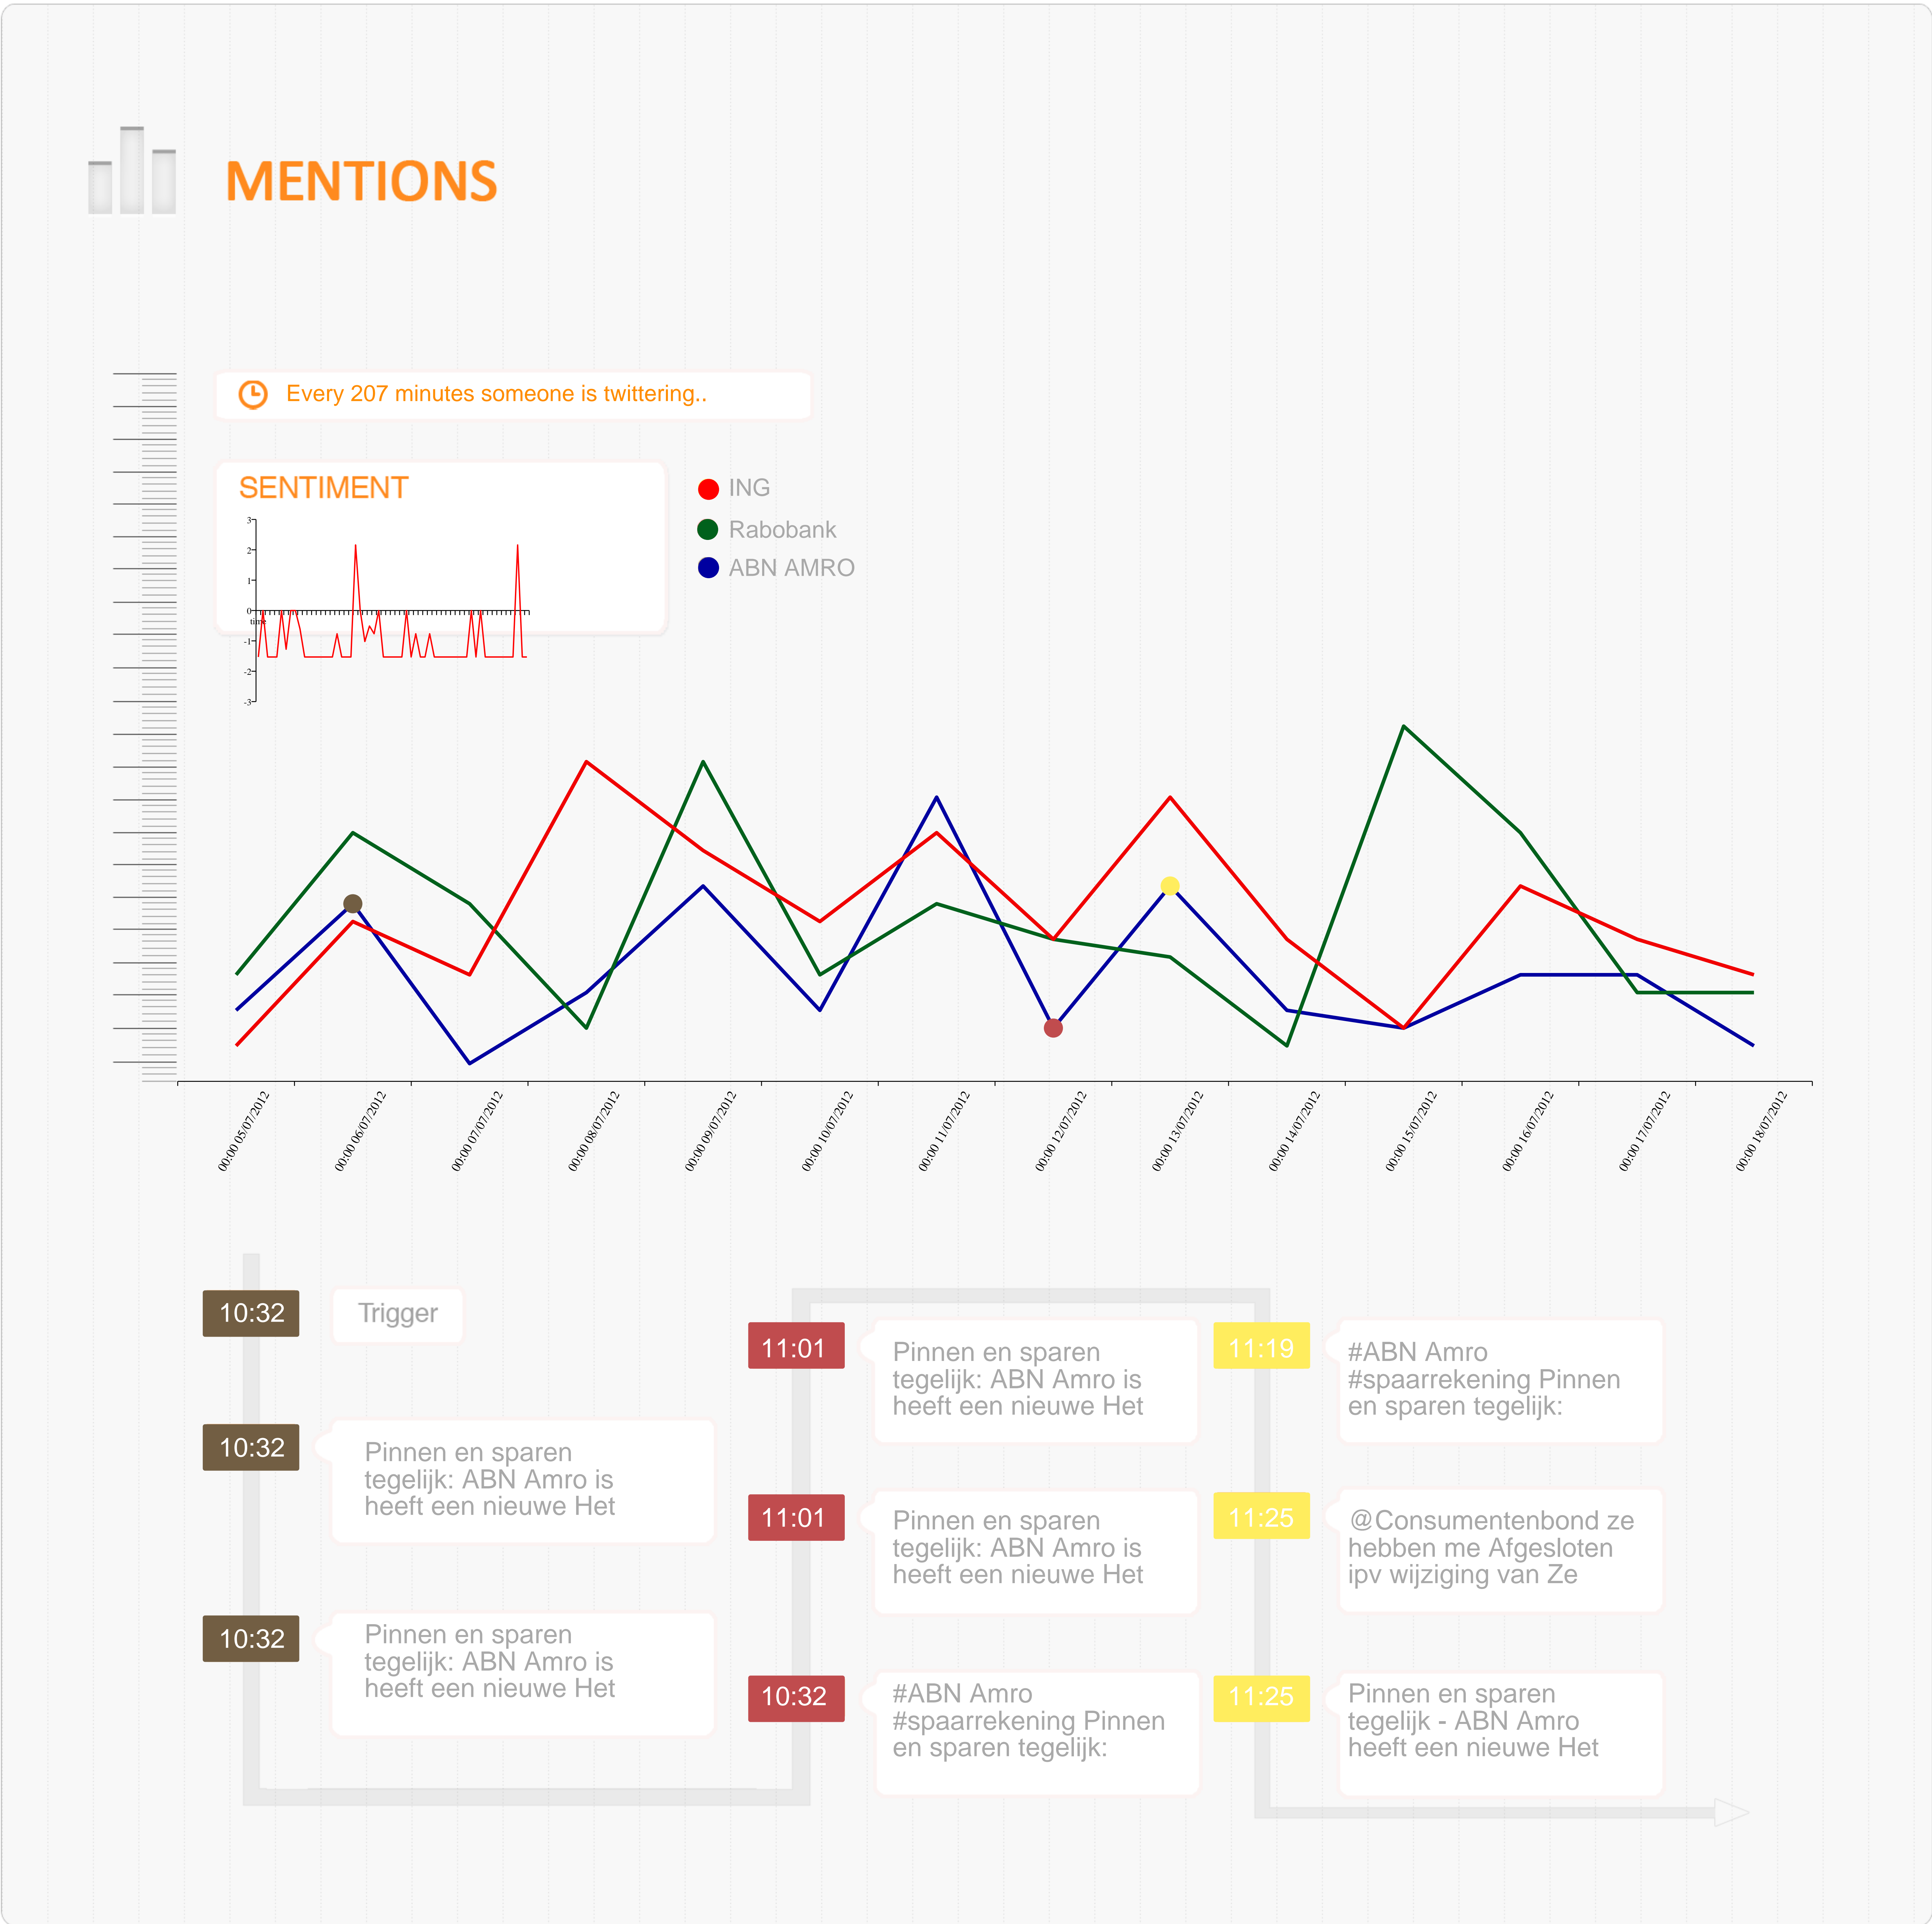 MENTIONS
Every 207 minutes someone is twittering..
SENTIMENT
3
2
1
0
time
-1
-2
-3
ING
Rabobank
ABN AMRO
00:00 05/07/2012
00:00 06/07/2012
00:00 07/07/2012
00:00 08/07/2012
00:00 09/07/2012
00:00 10/07/2012
00:00 11/07/2012
00:00 12/07/2012
00:00 13/07/2012
00:00 14/07/2012
00:00 15/07/2012
00:00 16/07/2012
00:00 17/07/2012
00:00 18/07/2012
10:32
Trigger
10:32
Pinnen en sparen
tegelijk: ABN Amro is
heeft een nieuwe Het
10:32
Pinnen en sparen
tegelijk: ABN Amro is
heeft een nieuwe Het
11:01
Pinnen en sparen
tegelijk: ABN Amro is
heeft een nieuwe Het
11:01
Pinnen en sparen
tegelijk: ABN Amro is
heeft een nieuwe Het
10:32
#ABN Amro
#spaarrekening Pinnen
en sparen tegelijk:
11:19
#ABN Amro
#spaarrekening Pinnen
en sparen tegelijk:
11:25
@Consumentenbond ze
hebben me Afgesloten
ipv wijziging van Ze
11:25
Pinnen en sparen
tegelijk - ABN Amro
heeft een nieuwe Het